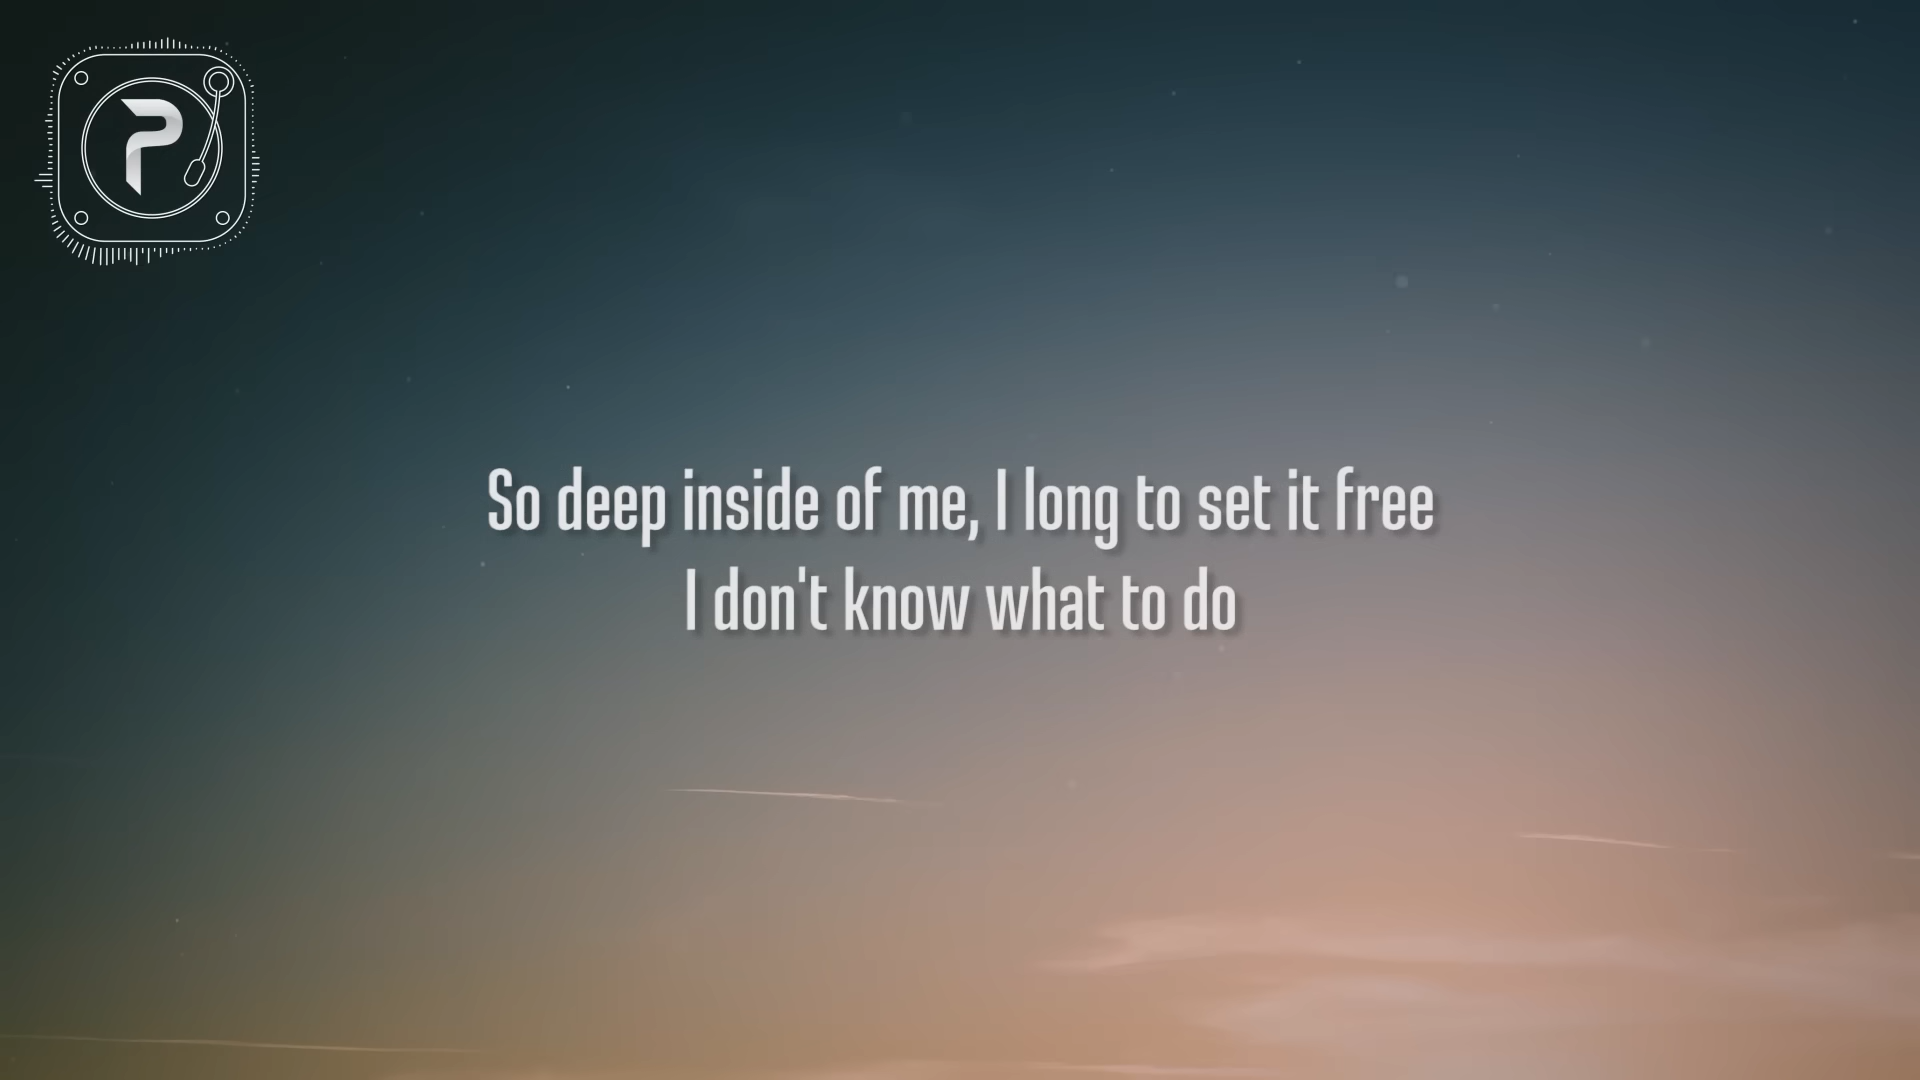 P
So deep inside of me, I long to set it free
I don't know what to do